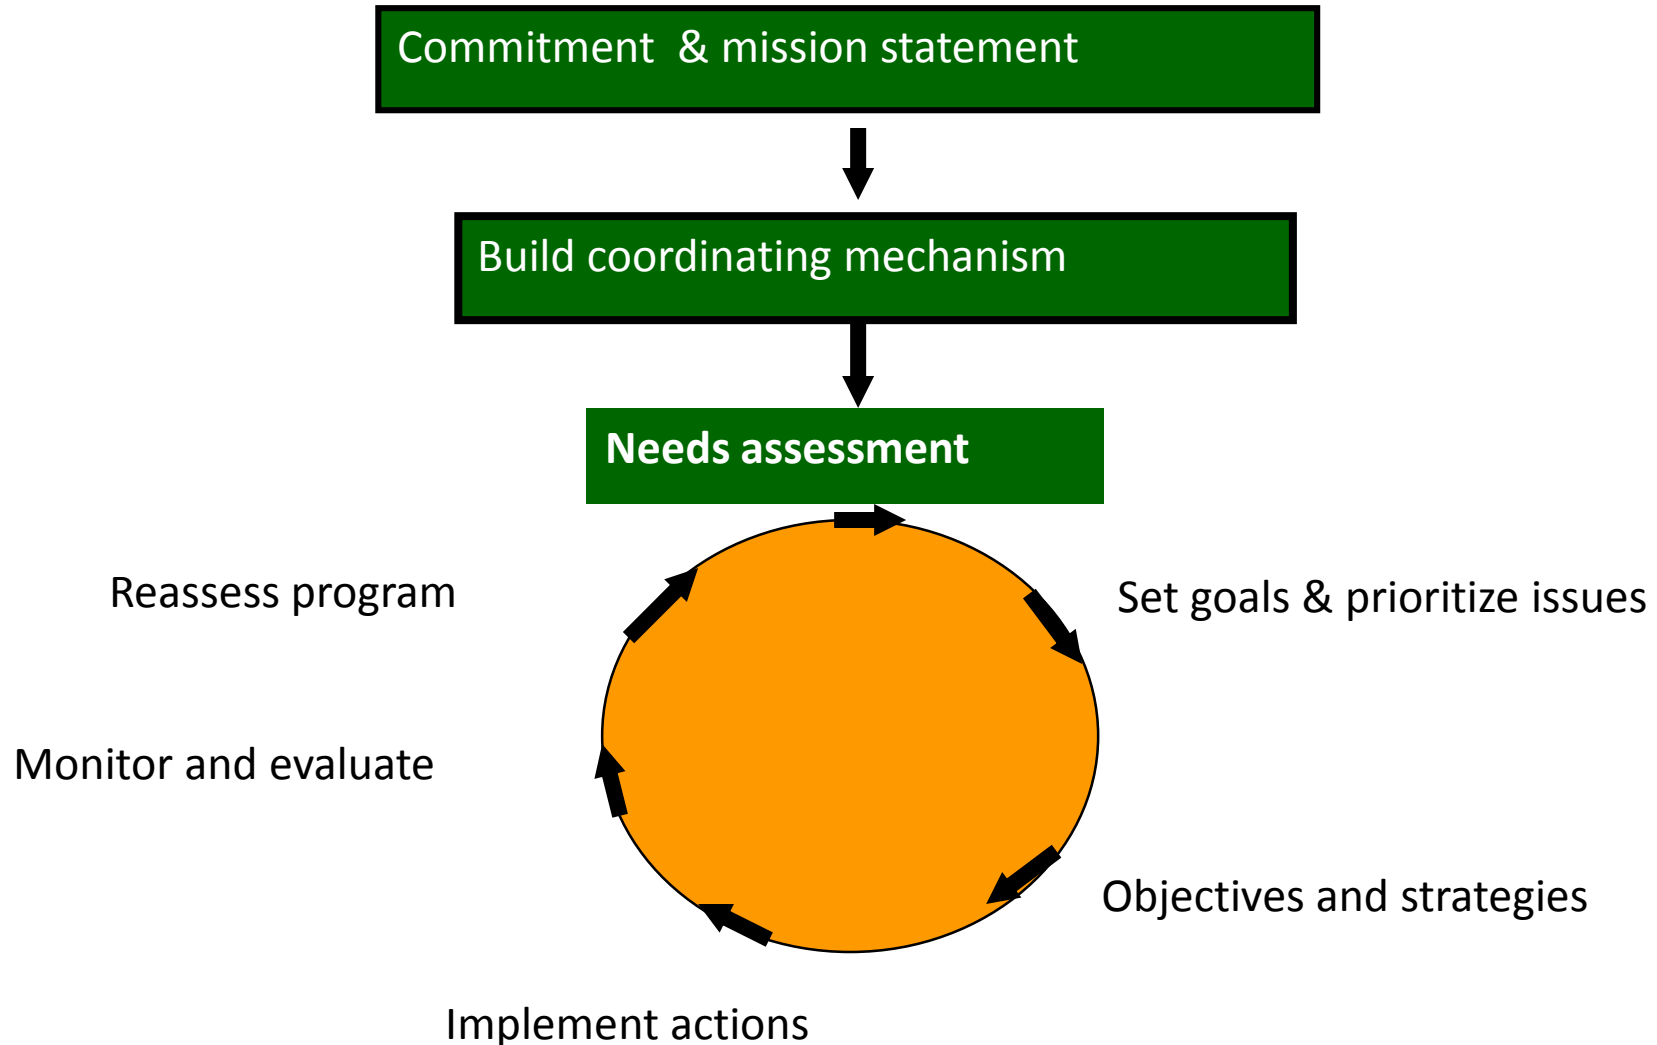 Commitment & mission statement
Build coordinating mechanism
Needs assessment
Reassess program
Set goals & prioritize issues
Monitor and evaluate
Objectives and strategies
Implement actions